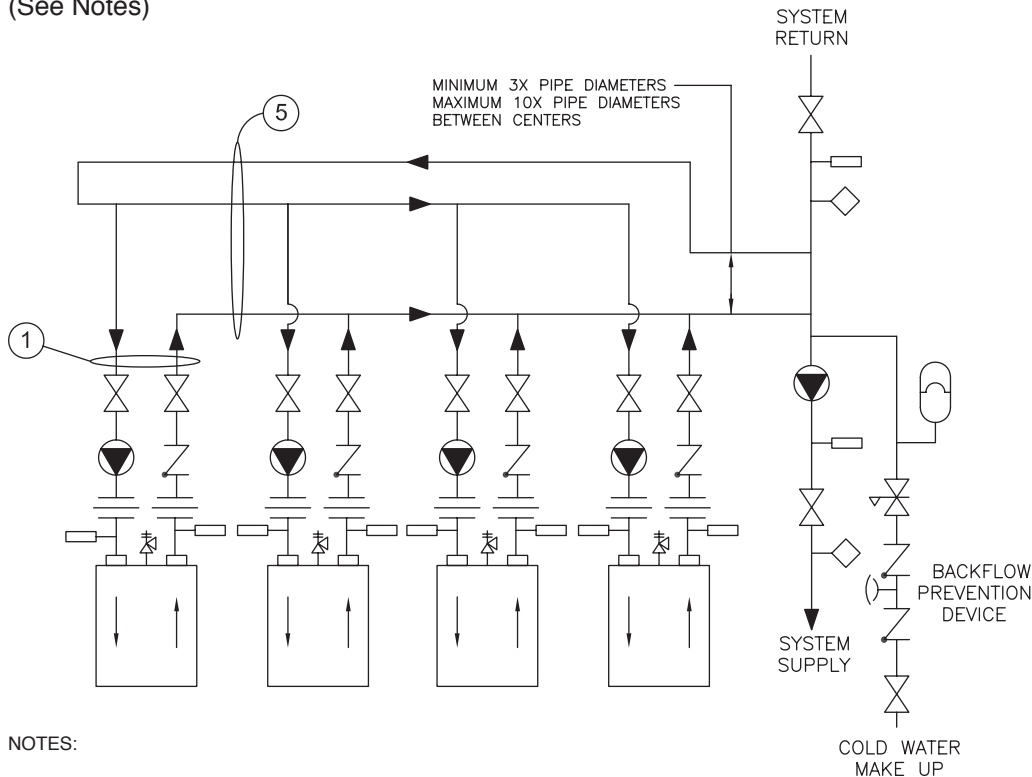 (See Notes)
SYSTEM
RETURN
MINIMUM 3X PIPE DIAMETERS
MAXIMUM 10X PIPE DIAMETERS
BETWEEN CENTERS
5
1
BACKFLOW
PREVENTION
DEVICE
SYSTEM
SUPPLY
NOTES:
COLD WATER
MAKE UP